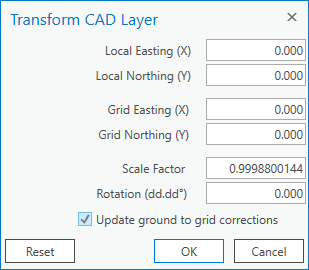 Transform CAD Layer
Local Easting (X) 0.000
Local Northing (Y) 0.000
Grid Easting (X) 0.000
Grid Northing (Y) 0.000
Scale Factor 0.9998800144
Rotation (dd.dd°) 0.000
Update ground to grid corrections
Reset OK Cancel